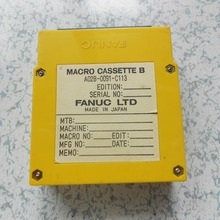 FANUC
MACRO CASSETTE B
A02B-0091-C113
EDITION:
SERIAL NO:
FANUC LTD
MADE IN JAPAN
MTB:
MACHINE:
MACRO NO: EDIT:
MFG NO: DATE:
MEMO: